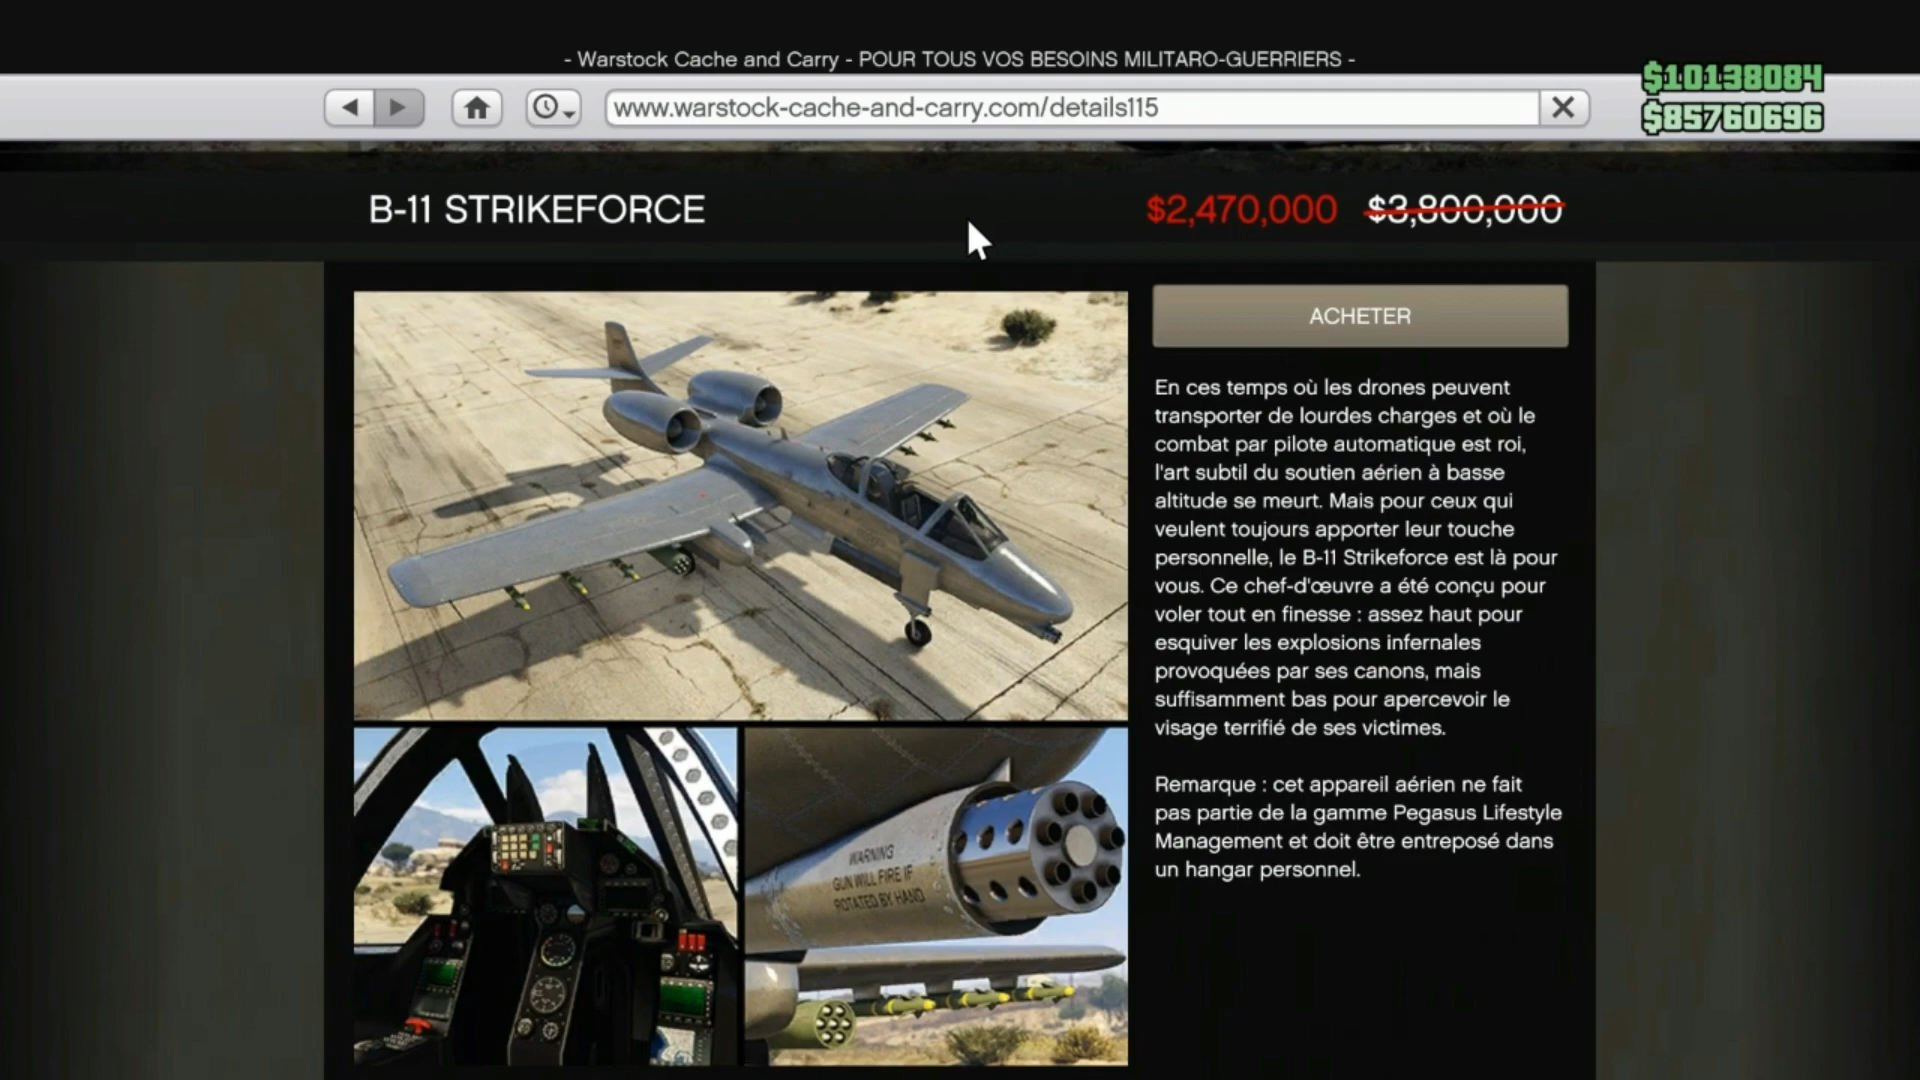 - Warstock Cache and Carry - POUR TOUS VOS BESOINS MILITARO-GUERRIERS -
$10138084
www.warstock-cache-and-carry.com/details115
$85760696
B-11 STRIKEFORCE
$2,470,000 $3,800,000
ACHETER
En ces temps où les drones peuvent
transporter de lourdes charges et où le
combat par pilote automatique est roi,
l'art subtil du soutien aérien à basse
altitude se meurt. Mais pour ceux qui
veulent toujours apporter leur touche
personnelle, le B-11 Strikeforce est là pour
vous. Ce chef-d'œuvre a été conçu pour
voler tout en finesse : assez haut pour
esquiver les explosions infernales
provoquées par ses canons, mais
suffisamment bas pour apercevoir le
visage terrifié de ses victimes.
Remarque : cet appareil aérien ne fait
pas partie de la gamme Pegasus Lifestyle
Management et doit être entreposé dans
un hangar personnel.
WARNING
GUN WILL FIRE IF
ROTATED BY HAND